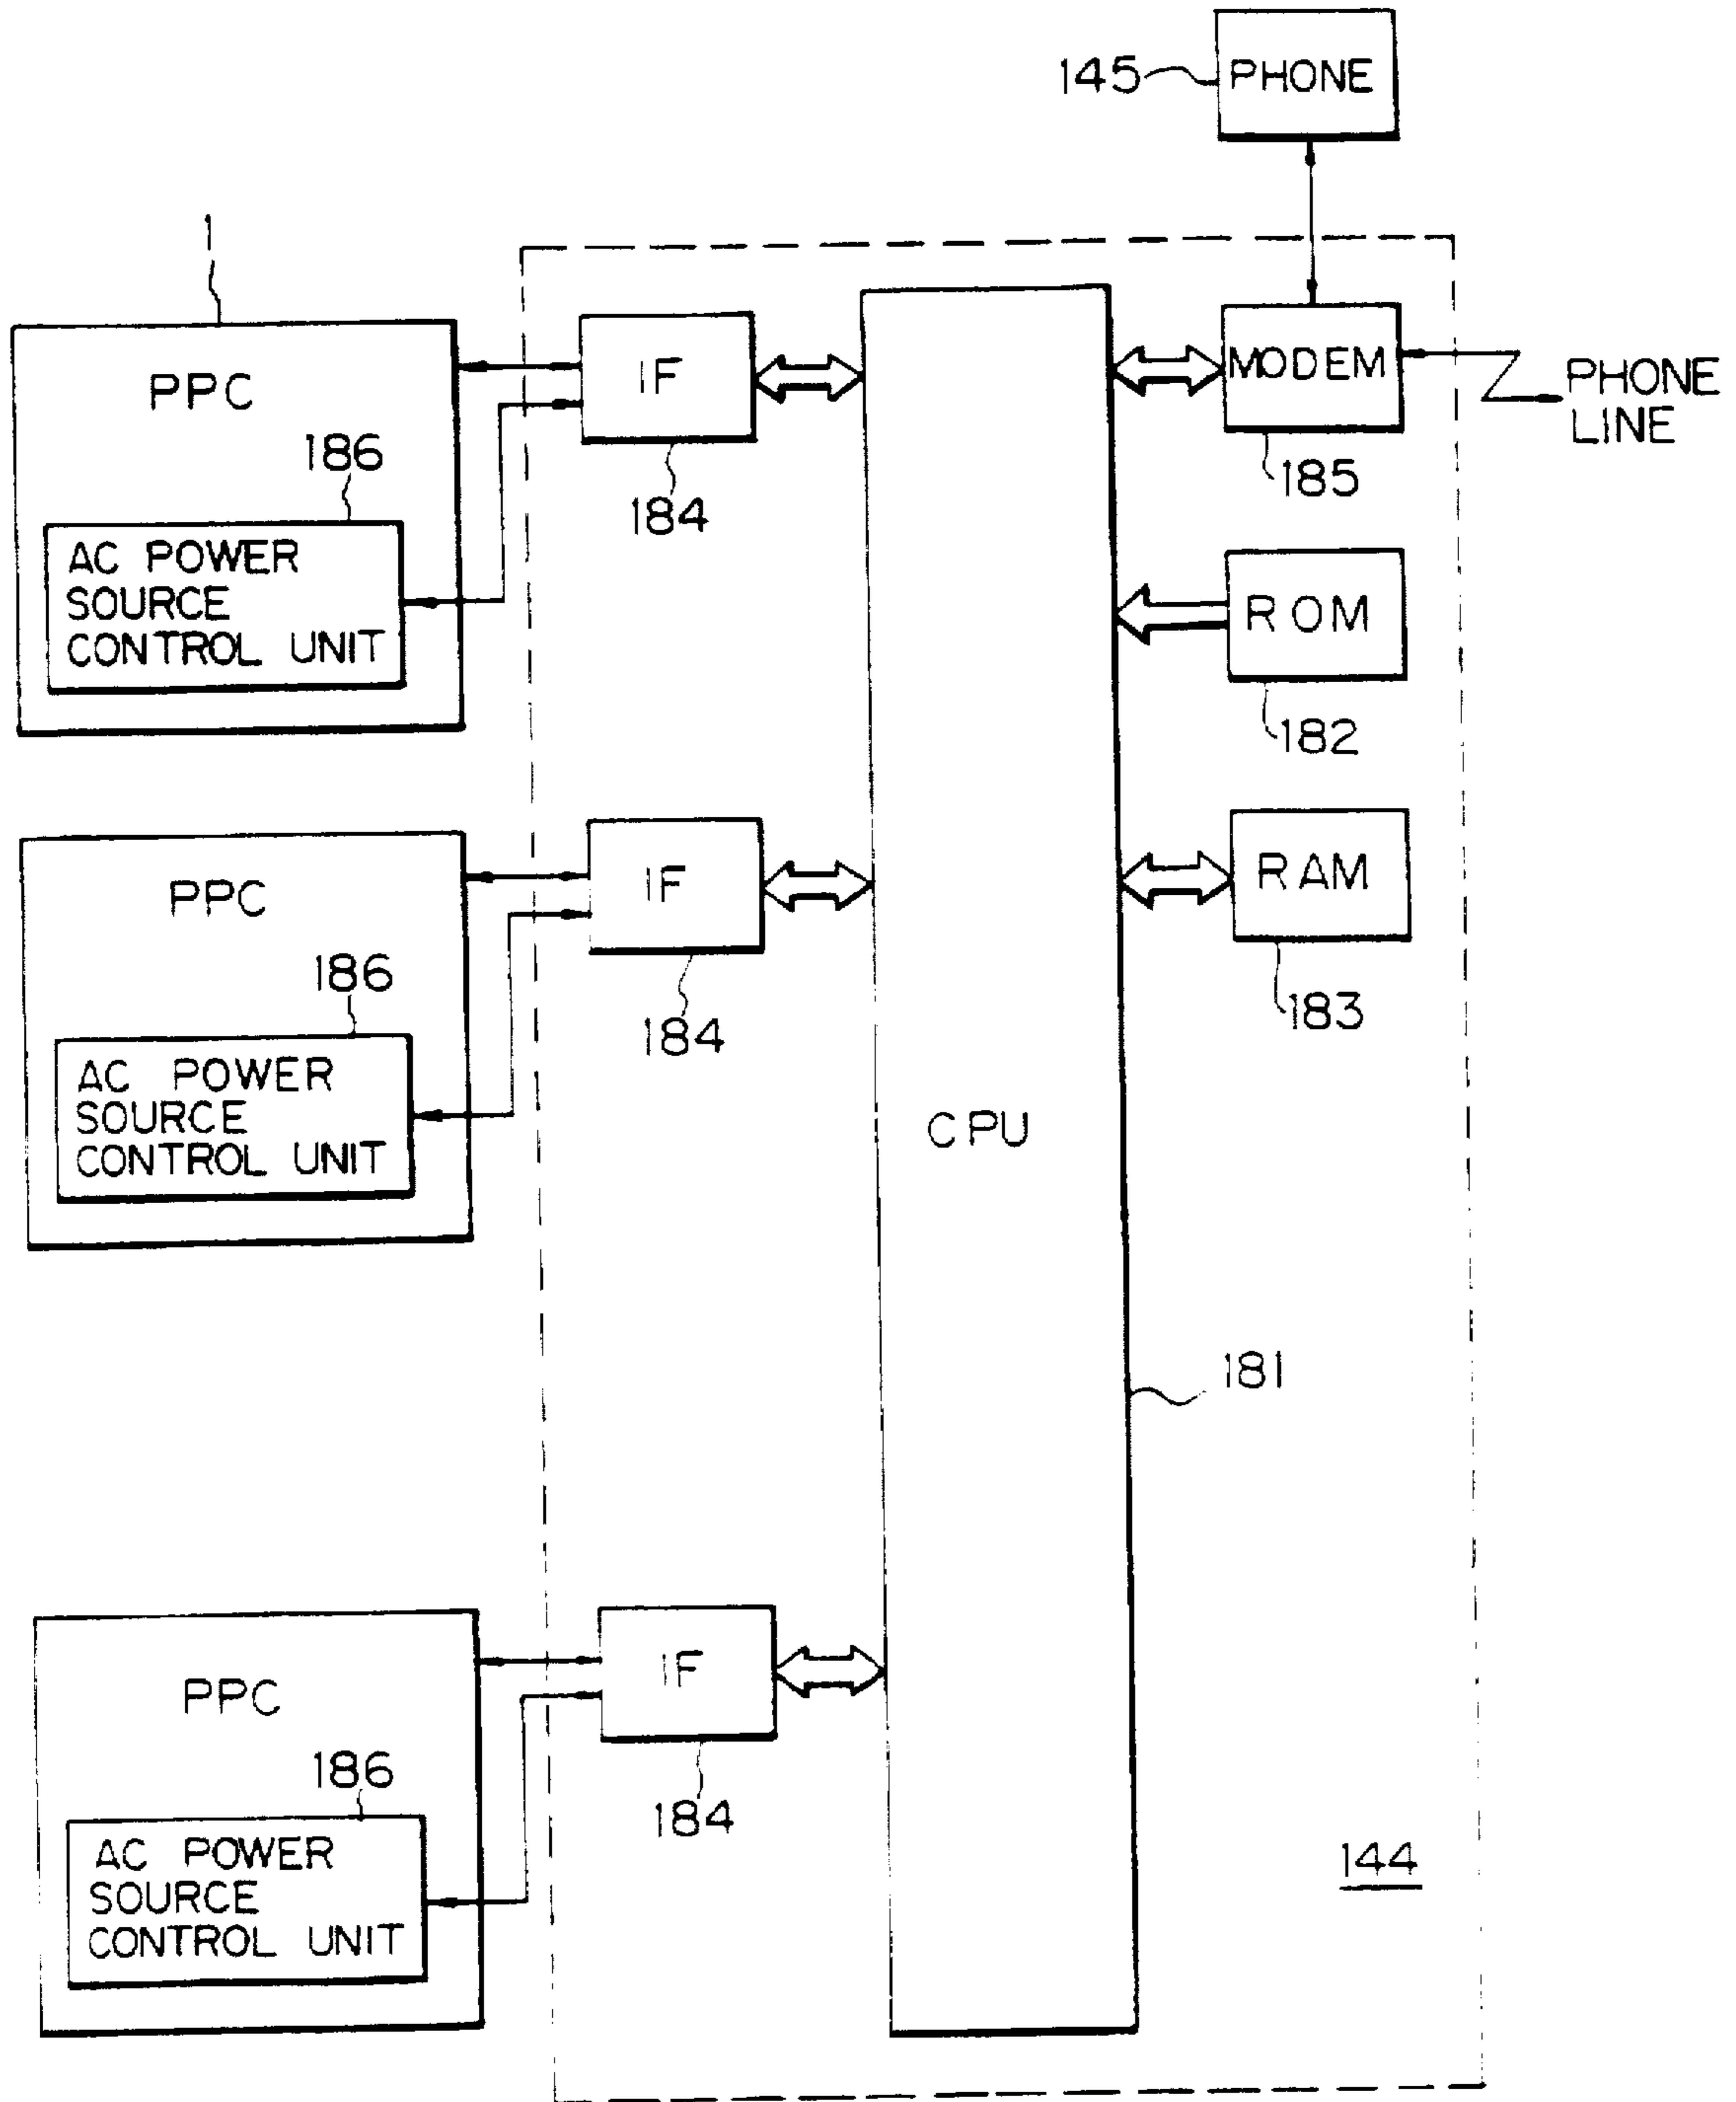 145
PHONE
1
PPC
IF
MODEM
PHONE
LINE
186
184
185
AC POWER
SOURCE
CONTROL UNIT
ROM
182
PPC
IF
RAM
186
184
183
AC POWER
SOURCE
CONTROL UNIT
CPU
181
PPC
IF
186
184
AC POWER
SOURCE
CONTROL UNIT
144